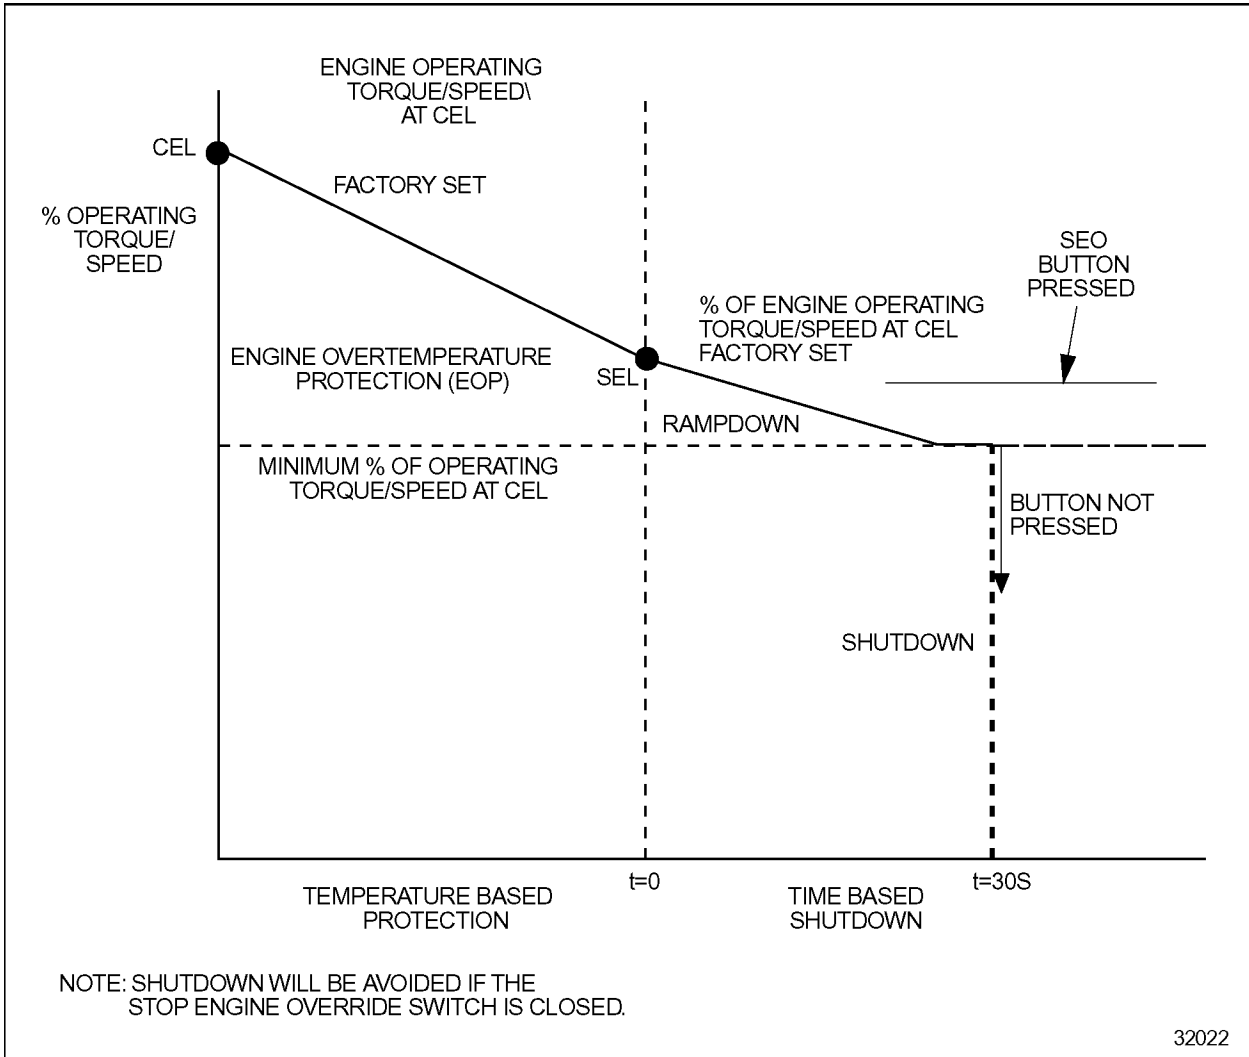 ENGINE OPERATING
TORQUE/SPEED\
AT CEL
CEL
FACTORY SET
% OPERATING
TORQUE/
SPEED
SEO
BUTTON
PRESSED
% OF ENGINE OPERATING
TORQUE/SPEED AT CEL
FACTORY SET
ENGINE OVERTEMPERATURE
PROTECTION (EOP)
SEL
RAMPDOWN
MINIMUM % OF OPERATING
TORQUE/SPEED AT CEL
BUTTON NOT
PRESSED
SHUTDOWN
t=0
t=30S
TEMPERATURE BASED
PROTECTION
TIME BASED
SHUTDOWN
NOTE: SHUTDOWN WILL BE AVOIDED IF THE
STOP ENGINE OVERRIDE SWITCH IS CLOSED.
32022